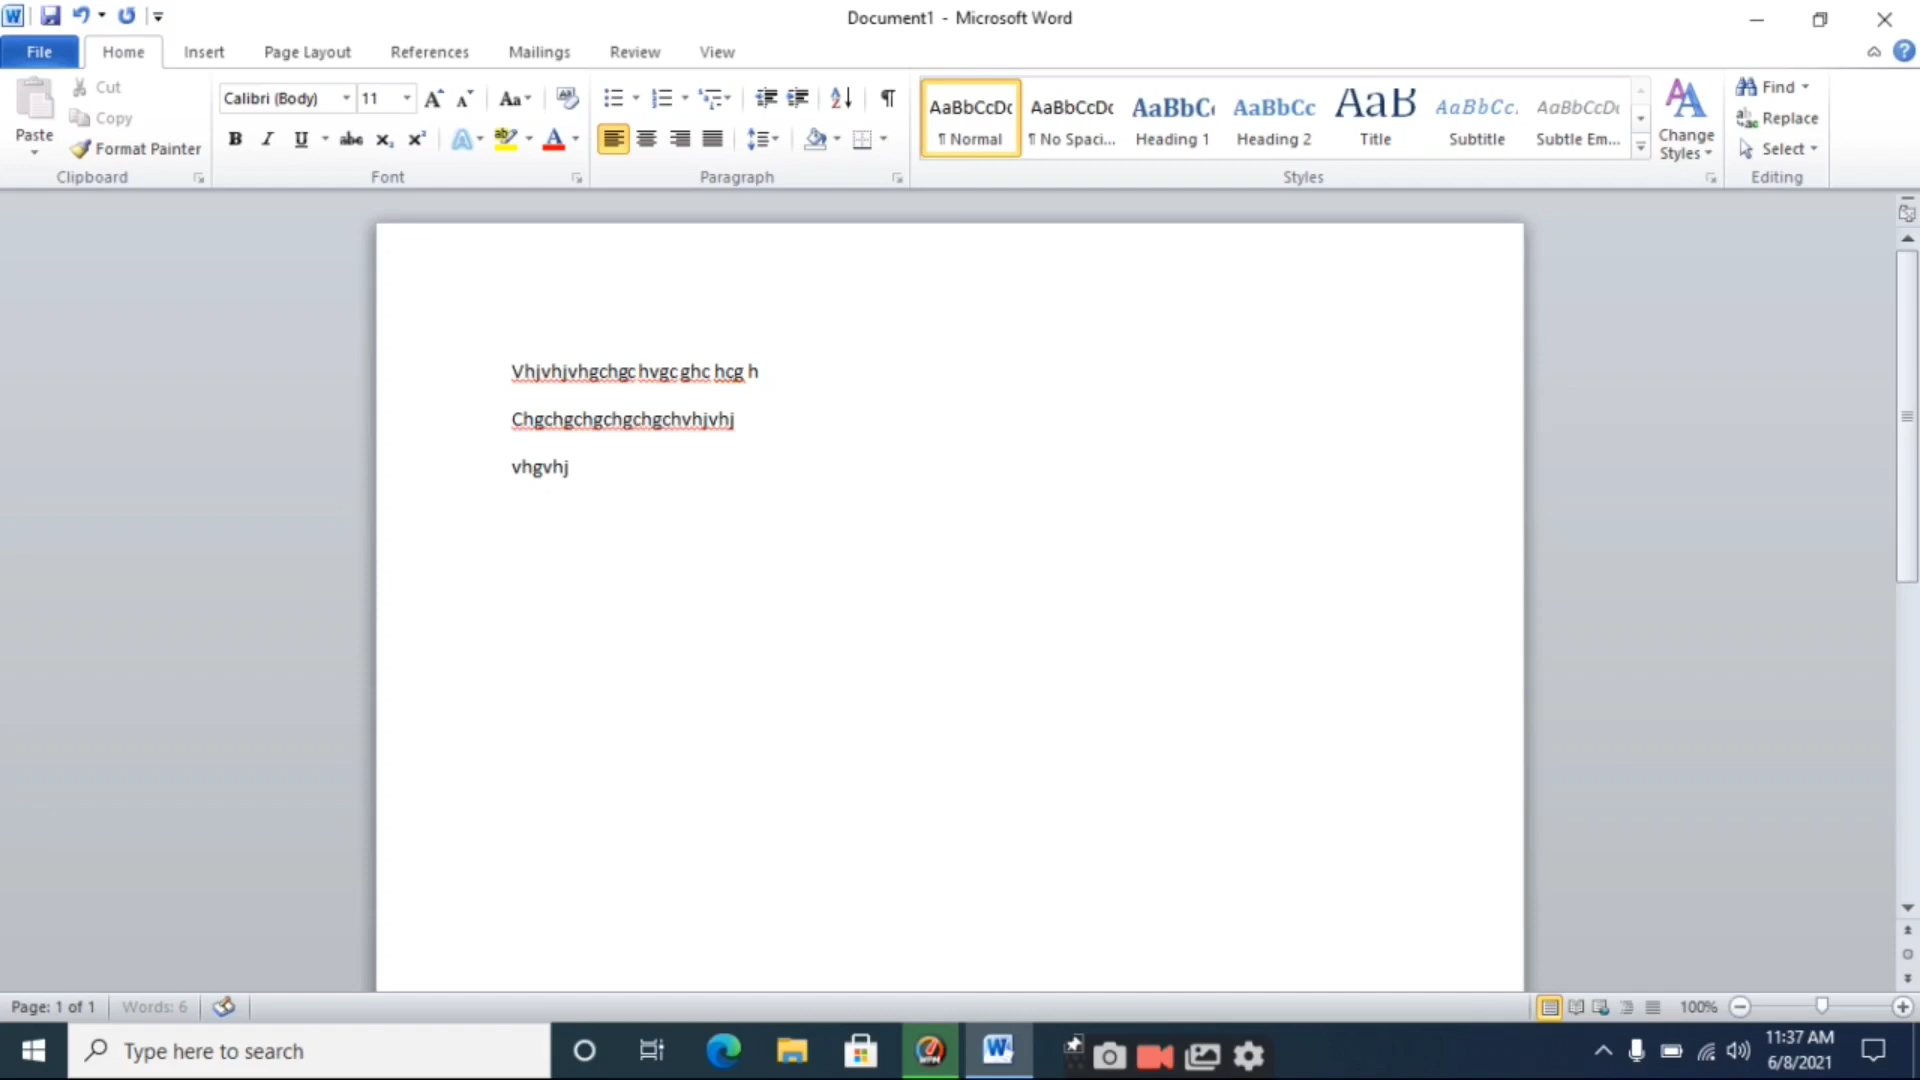 Document1 - Microsoft Word
File Home Insert Page Layout References Mailings Review View
Paste
Cut
Copy
Format Painter
Clipboard
Calibri (Body) 11
Font
Paragraph
AaBbCcDc AaBbCcDc AaBbC AaBbCc AaB AaBbCc. AaBbCcDc
¶ Normal ¶ No Spaci... Heading 1 Heading 2 Title Subtitle Subtle Em...
Change
Styles
Styles
Find
Replace
Select
Editing
Vhjvhjvhgchgc hvgc ghc hcg h
Chgchgchgchgchgchvhjvhj
vhgvhj
Page: 1 of 1 Words: 6 100%
Type here to search
11:37 AM
6/8/2021